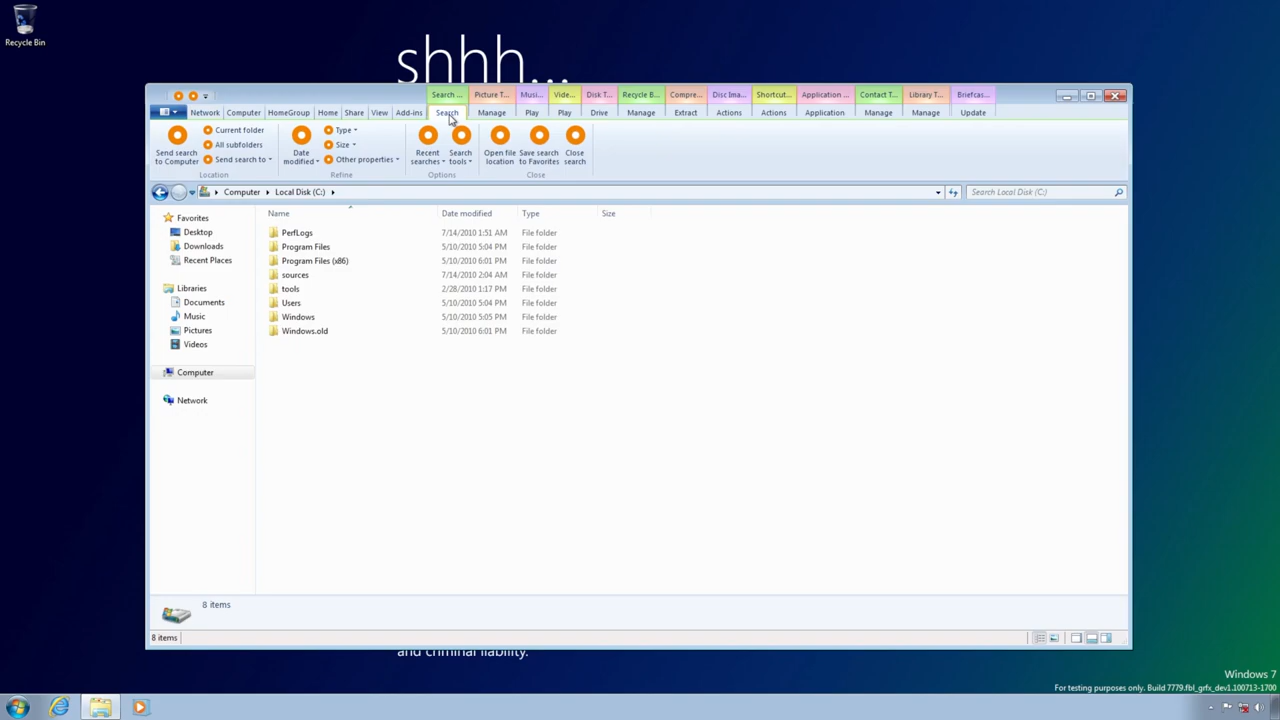 Recycle Bin
shhh...
Search ... Picture T... Musi... Vide... Disk T... Recycle B... Compre... Disc Ima... Shortcut... Application ... Contact T... Library T... Briefcas...
Network Computer HomeGroup Home Share View Add-ins Search Manage Play Play Drive Manage Extract Actions Actions Application Manage Manage Update
Send search to Computer
Current folder
All subfolders
Send search to
Location
Date modified
Type
Size
Other properties
Refine
Recent searches
Search tools
Options
Open file location
Save search to Favorites
Close search
Close
Computer Local Disk (C:) Search Local Disk (C:)
Favorites
Desktop
Downloads
Recent Places
Libraries
Documents
Music
Pictures
Videos
Computer
Network
Name Date modified Type Size
PerfLogs 7/14/2010 1:51 AM File folder
Program Files 5/10/2010 5:04 PM File folder
Program Files (x86) 5/10/2010 6:01 PM File folder
sources 7/14/2010 2:04 AM File folder
tools 2/28/2010 1:17 PM File folder
Users 5/10/2010 5:04 PM File folder
Windows 5/10/2010 5:05 PM File folder
Windows.old 5/10/2010 6:01 PM File folder
8 items
8 items
and criminal liability.
Windows 7
For testing purposes only. Build 7779.fbl_grfx_dev1.100713-1700